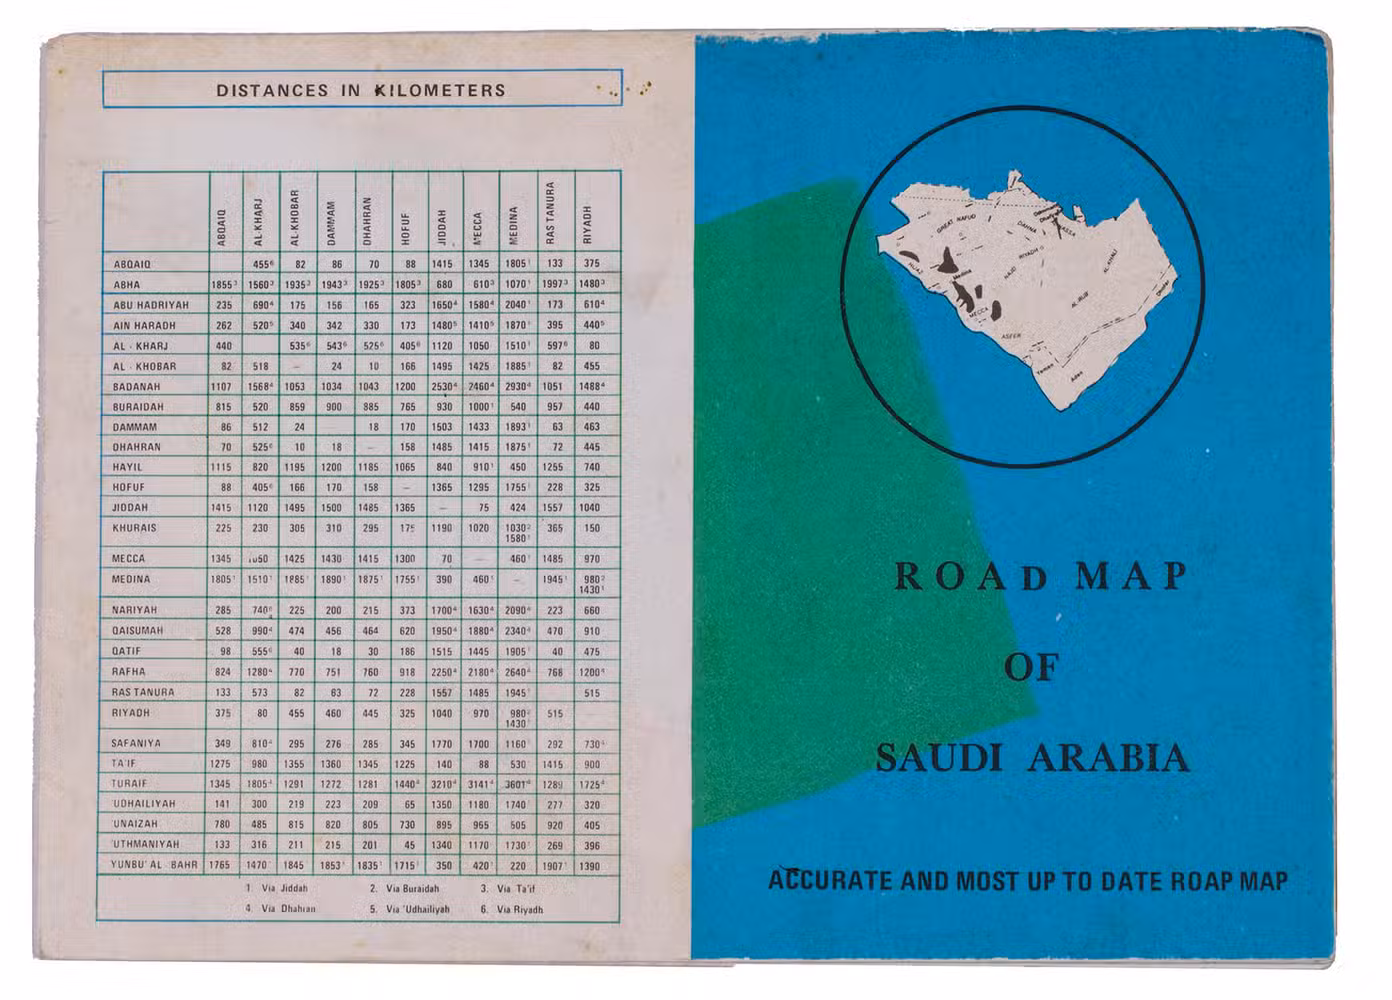 DISTANCES IN KILOMETERS
ABQAIQ AL-KHARJ AL-KHOBAR DAMMAM DHAHRAN HOFUF JIDDAH MECCA MEDINA RAS TANURA RIYADH
ABQAIQ 455⁶ 82 86 70 88 1415 1345 1805¹ 133 375
ABHA 1855³ 1560³ 1935³ 1943³ 1925³ 1805³ 680 610³ 1070¹ 1997³ 1480³
ABU HADRIYAH 235 690⁴ 175 156 165 323 1650⁴ 1580⁴ 2040¹ 173 610⁴
AIN HARADH 262 520⁵ 340 342 330 173 1480⁵ 1410⁵ 1870¹ 395 440⁵
AL - KHARJ 440 535⁶ 543⁶ 525⁶ 405⁶ 1120 1050 1510¹ 597⁶ 80
AL - KHOBAR 82 518 – 24 10 166 1495 1425 1885¹ 82 455
BADANAH 1107 1568⁴ 1053 1034 1043 1200 2530⁴ 2460⁴ 2930⁴ 1051 1488⁴
BURAIDAH 815 520 859 900 885 765 930 1000¹ 540 957 440
DAMMAM 86 512 24 18 170 1503 1433 1893¹ 63 463
DHAHRAN 70 525⁶ 10 18 – 158 1485 1415 1875¹ 72 445
HAYIL 1115 820 1195 1200 1185 1065 840 910¹ 450 1255 740
HOFUF 88 405⁶ 166 170 158 – 1365 1295 1755¹ 228 325
JIDDAH 1415 1120 1495 1500 1485 1365 – 75 424 1557 1040
KHURAIS 225 230 305 310 295 175 1190 1020 1030² 365 150
1580¹
MECCA 1345 1050 1425 1430 1415 1300 70 – 460¹ 1485 970
MEDINA 1805¹ 1510¹ 1885¹ 1890¹ 1875¹ 1755¹ 390 460¹ – 1945¹ 980²
1430¹
NARIYAH 285 740⁶ 225 200 215 373 1700⁴ 1630⁴ 2090⁴ 223 660
QAISUMAH 528 990⁴ 474 456 464 620 1950⁴ 1880⁴ 2340⁴ 470 910
QATIF 98 555⁶ 40 18 30 186 1515 1445 1905¹ 40 475
RAFHA 824 1280⁴ 770 751 760 918 2250⁴ 2180⁴ 2640⁴ 768 1200⁴
RAS TANURA 133 573 82 63 72 228 1557 1485 1945¹ 515
RIYADH 375 80 455 460 445 325 1040 970 980² 515
1430¹
SAFANIYA 349 810⁴ 295 276 285 345 1770 1700 1160¹ 292 730⁴
TA'IF 1275 980 1355 1360 1345 1225 140 88 530 1415 900
TURAIF 1345 1805⁴ 1291 1272 1281 1440⁴ 3210⁴ 3141⁴ 3601⁴ 1289 1725⁴
'UDHAILIYAH 141 300 219 223 209 65 1350 1180 1740¹ 277 320
'UNAIZAH 780 485 815 820 805 730 895 955 505 920 405
'UTHMANIYAH 133 316 211 215 201 45 1340 1170 1730¹ 269 396
YUNBU' AL - BAHR 1765 1470¹ 1845 1853¹ 1835¹ 1715¹ 350 420¹ 220 1907¹ 1390
1. Via Jiddah 2. Via Buraidah 3. Via Ta'if
4. Via Dhahran 5. Via 'Udhailiyah 6. Via Riyadh
GREAT NAFUD
DAHNA
HASSA
HIJAZ
Medina
NAJD
RIYADH
MECCA
ASEER
Yemen
Aden
ROAD MAP
OF
SAUDI ARABIA
ACCURATE AND MOST UP TO DATE ROAP MAP